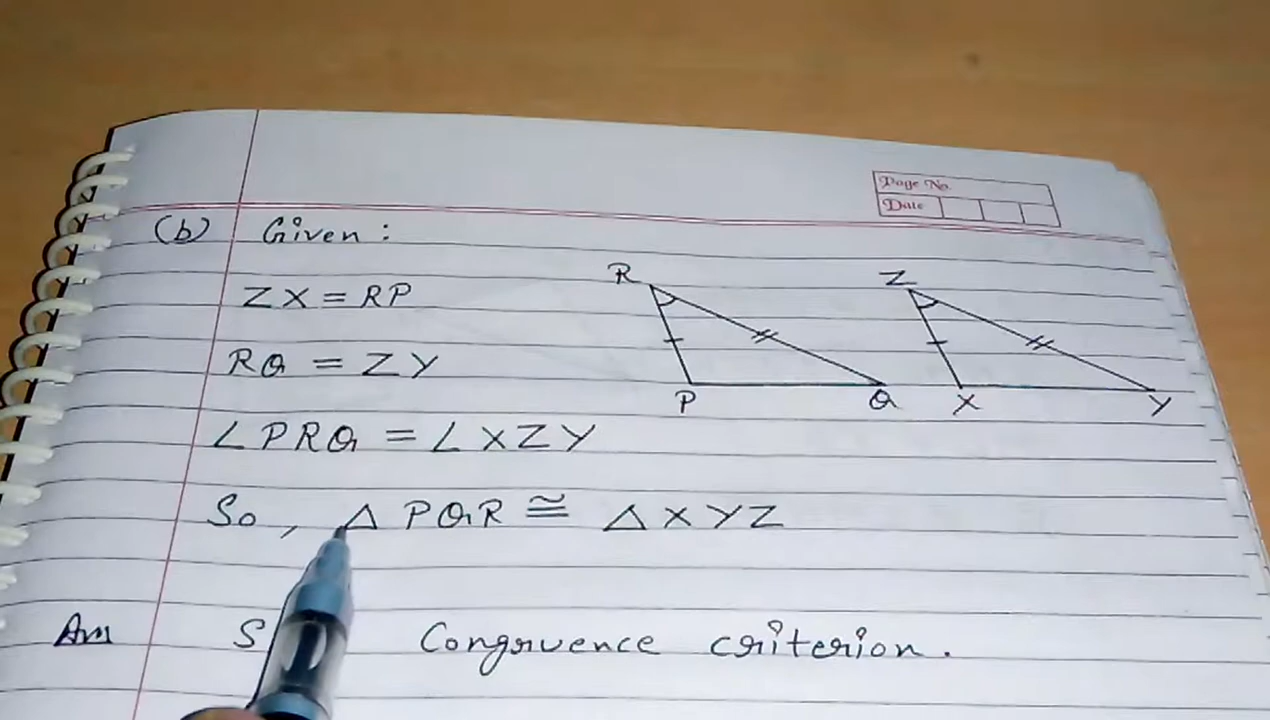 Page No.
Date
(b) Given :
ZX = RP
RQ = ZY
∠PRQ = ∠XZY
So, △PQR ≅ △XYZ
Ans S Congruence criterion.
R
Z
P
Q
X
Y